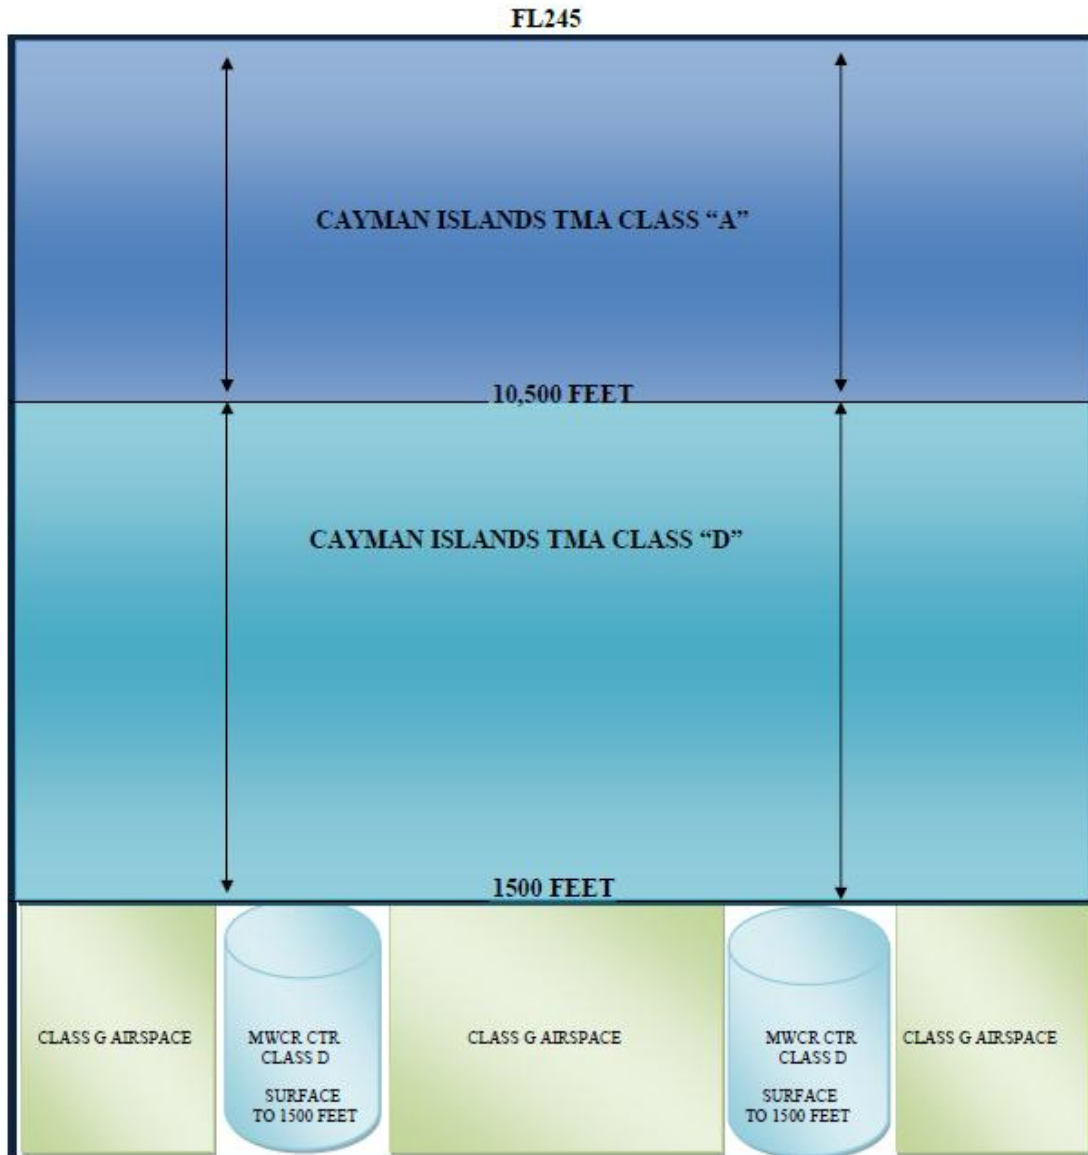 FL245
CAYMAN ISLANDS TMA CLASS “A”
10,500 FEET
CAYMAN ISLANDS TMA CLASS “D”
1500 FEET
CLASS G AIRSPACE
MWCR CTR
CLASS D
SURFACE
TO 1500 FEET
CLASS G AIRSPACE
MWCR CTR
CLASS D
SURFACE
TO 1500 FEET
CLASS G AIRSPACE